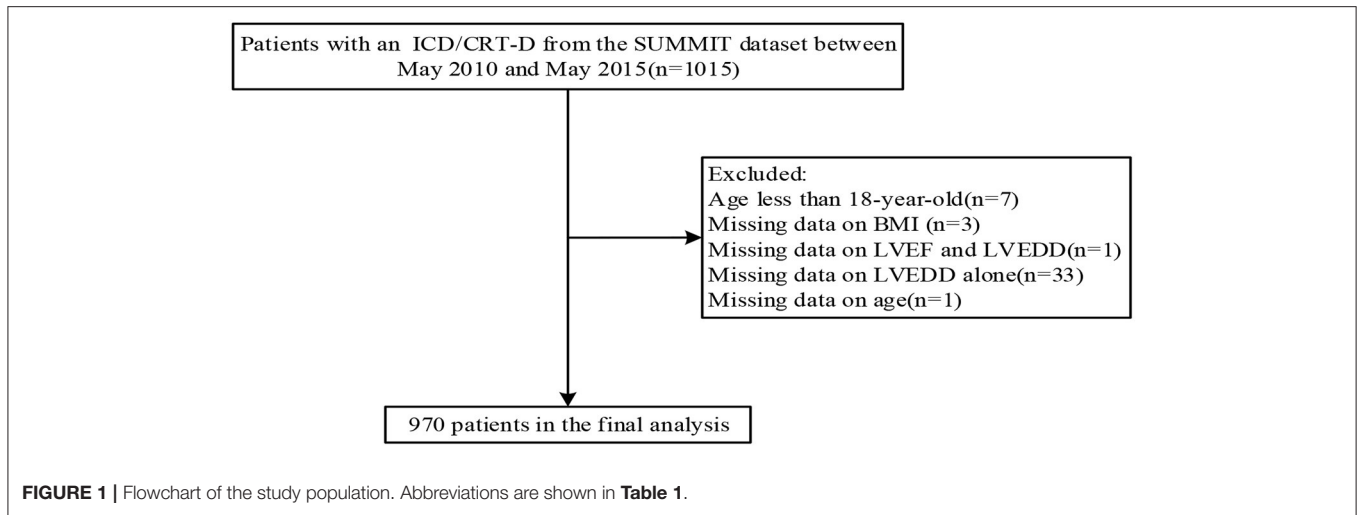 Patients with an ICD/CRT-D from the SUMMIT dataset between
May 2010 and May 2015(n=1015)
Excluded:
Age less than 18-year-old(n=7)
Missing data on BMI (n=3)
Missing data on LVEF and LVEDD(n=1)
Missing data on LVEDD alone(n=33)
Missing data on age(n=1)
970 patients in the final analysis
FIGURE 1 | Flowchart of the study population. Abbreviations are shown in Table 1.